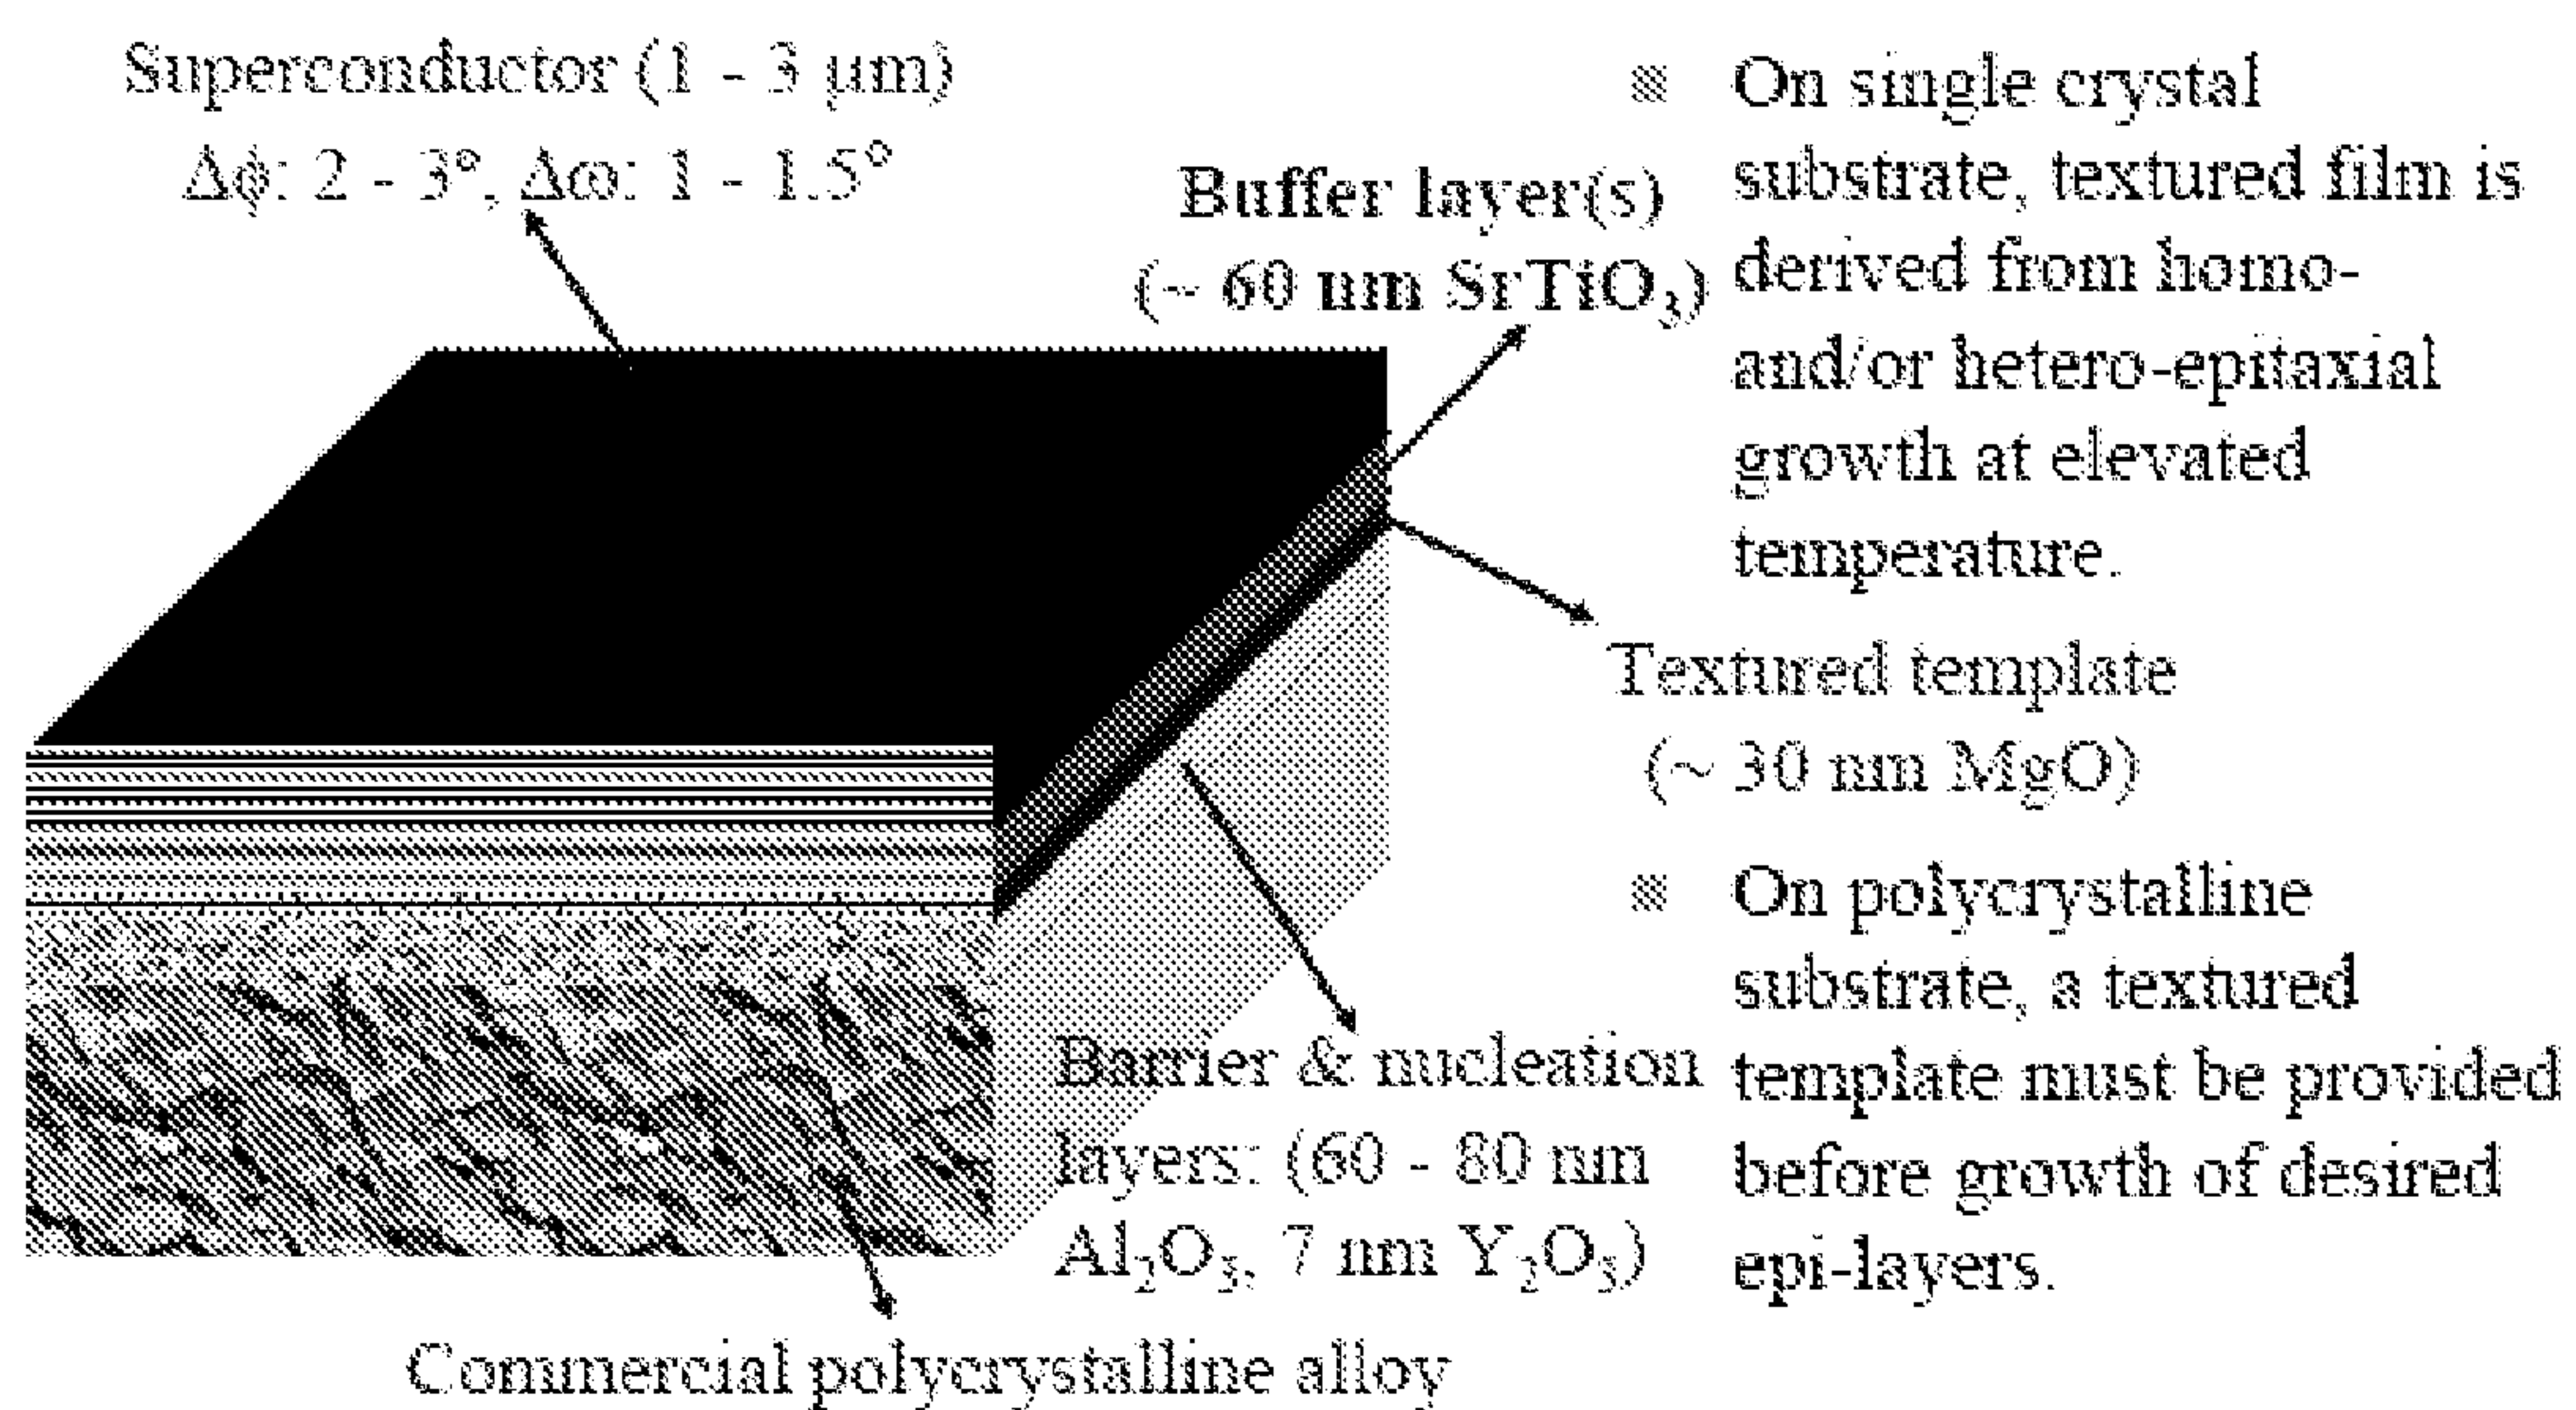 Superconductor (1 - 3 μm)
Δϕ: 2 - 3°, Δω: 1 - 1.5°
Buffer layer(s)
(~ 60 nm SrTiO₃)
Textured template
(~ 30 nm MgO)
Barrier & nucleation
layers: (60 - 80 nm
Al₂O₃, 7 nm Y₂O₃)
Commercial polycrystalline alloy
On single crystal
substrate, textured film is
derived from homo-
and/or hetero-epitaxial
growth at elevated
temperature.
On polycrystalline
substrate, a textured
template must be provided
before growth of desired
epi-layers.